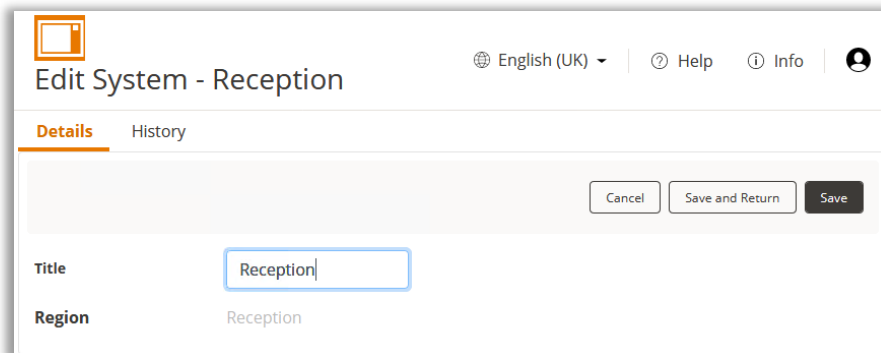 English (UK) Help Info
Edit System - Reception
Details History
Cancel Save and Return Save
Title Reception
Region Reception